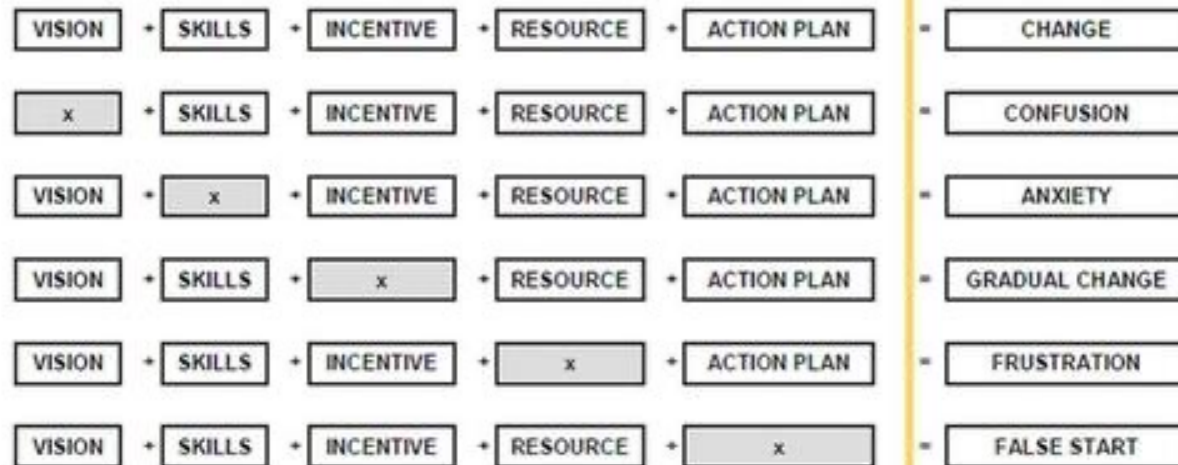 VISION + SKILLS + INCENTIVE + RESOURCE + ACTION PLAN = CHANGE
x + SKILLS + INCENTIVE + RESOURCE + ACTION PLAN = CONFUSION
VISION + x + INCENTIVE + RESOURCE + ACTION PLAN = ANXIETY
VISION + SKILLS + x + RESOURCE + ACTION PLAN = GRADUAL CHANGE
VISION + SKILLS + INCENTIVE + x + ACTION PLAN = FRUSTRATION
VISION + SKILLS + INCENTIVE + RESOURCE + x = FALSE START